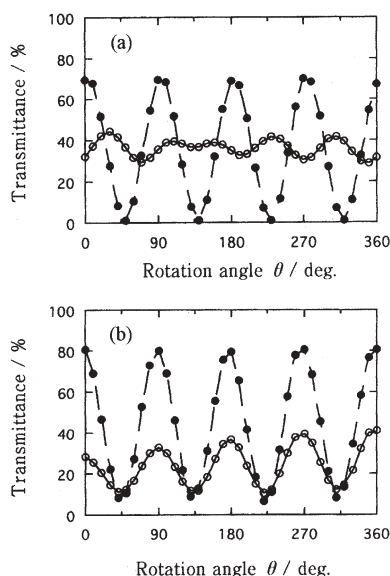 (a)
Transmittance / %
100
80
60
40
20
0
0 90 180 270 360
Rotation angle θ / deg.
(b)
Transmittance / %
100
80
60
40
20
0
0 90 180 270 360
Rotation angle θ / deg.